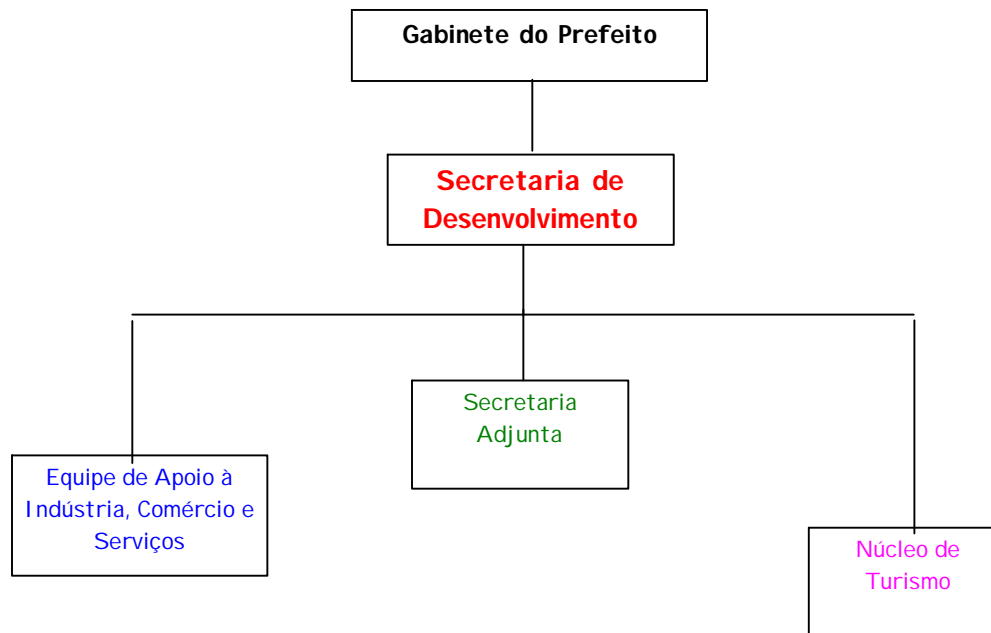 Gabinete do Prefeito
Secretaria de
Desenvolvimento
Secretaria
Adjunta
Equipe de Apoio à
Indústria, Comércio e
Serviços
Núcleo de
Turismo